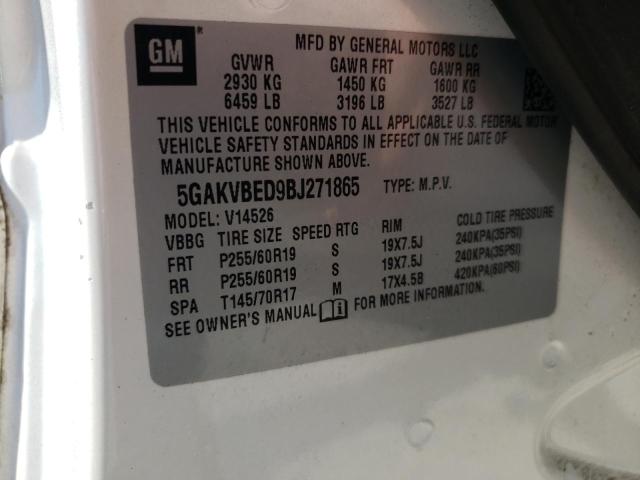 GM
MFD BY GENERAL MOTORS LLC
GVWR GAWR FRT GAWR RR
2930 KG 1450 KG 1600 KG
6459 LB 3196 LB 3527 LB
THIS VEHICLE CONFORMS TO ALL APPLICABLE U.S. FEDERAL MOTOR
VEHICLE SAFETY STANDARDS IN EFFECT ON THE DATE OF
MANUFACTURE SHOWN ABOVE.
5GAKVBED9BJ271865 TYPE: M.P.V.
MODEL: V14526
VBBG TIRE SIZE SPEED RTG RIM COLD TIRE PRESSURE
FRT P255/60R19 S 19X7.5J 240KPA(35PSI)
RR P255/60R19 S 19X7.5J 240KPA(35PSI)
SPA T145/70R17 M 17X4.5B 420KPA(60PSI)
SEE OWNER'S MANUAL FOR MORE INFORMATION.